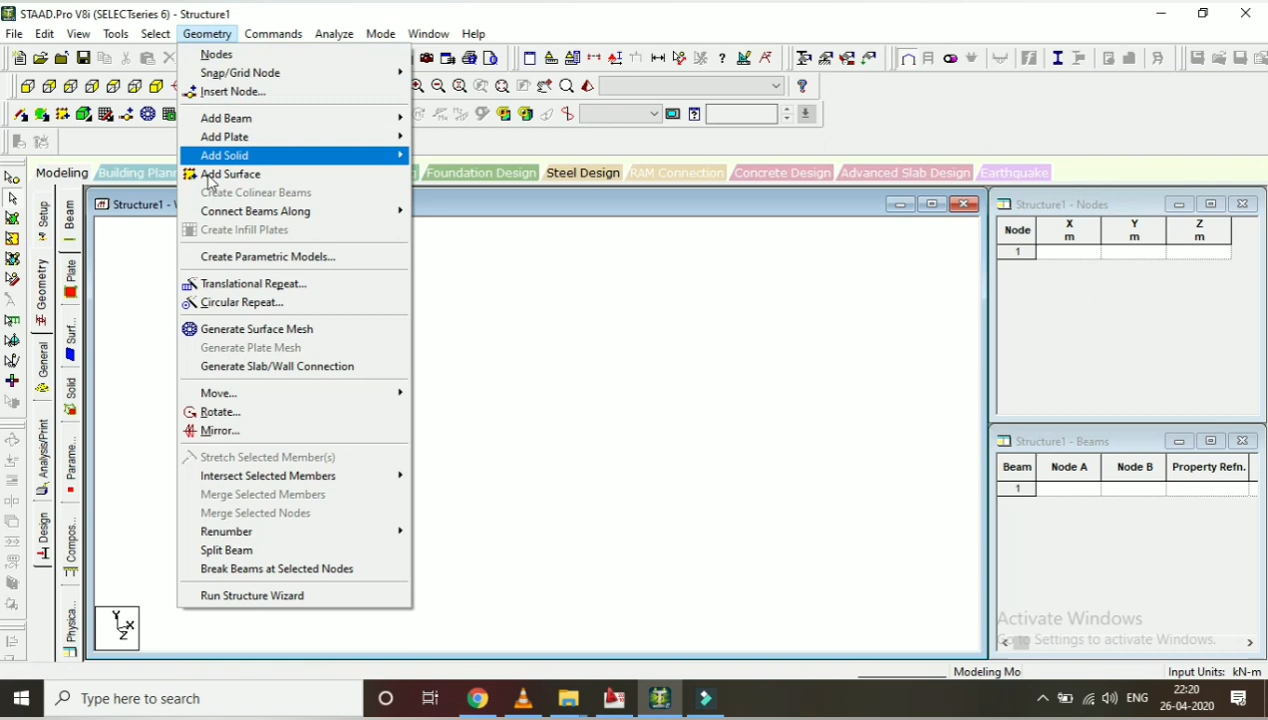 STAAD.Pro V8i (SELECTseries 6) - Structure1
File Edit View Tools Select Geometry Commands Analyze Mode Window Help
Nodes
Snap/Grid Node
Insert Node...
Add Beam
Add Plate
Add Solid
Add Surface
Create Colinear Beams
Connect Beams Along
Create Infill Plates
Create Parametric Models...
Translational Repeat...
Circular Repeat...
Generate Surface Mesh
Generate Plate Mesh
Generate Slab/Wall Connection
Move...
Rotate...
Mirror...
Stretch Selected Member(s)
Intersect Selected Members
Merge Selected Members
Merge Selected Nodes
Renumber
Split Beam
Break Beams at Selected Nodes
Run Structure Wizard
Modeling Building Plann Foundation Design Steel Design RAM Connection Concrete Design Advanced Slab Design Earthquake
Setup
Geometry
General
Analysis/Print
Design
Beam
Plate
Surf...
Solid
Parame...
Compos...
Physica...
Structure1 -
Y
X
Z
Structure1 - Nodes
Node X m Y m Z m
1
Structure1 - Beams
Beam Node A Node B Property Refn.
1
Activate Windows
Go to Settings to activate Windows.
Modeling Mo Input Units: kN-m
Type here to search
ENG
22:20
26-04-2020